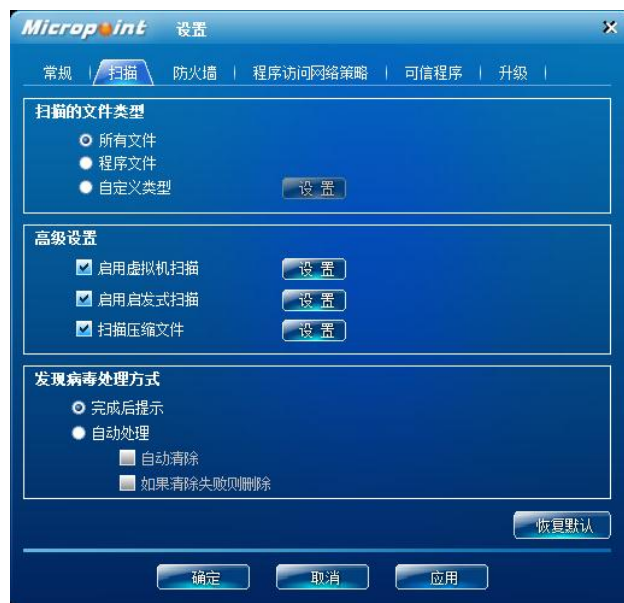 Micropoint 设置
常规 | 扫描 | 防火墙 | 程序访问网络策略 | 可信程序 | 升级 |
扫描的文件类型
所有文件
程序文件
自定义类型 设置
高级设置
启用虚拟机扫描 设置
启用启发式扫描 设置
扫描压缩文件 设置
发现病毒处理方式
完成后提示
自动处理
自动清除
如果清除失败则删除
恢复默认
确定 取消 应用